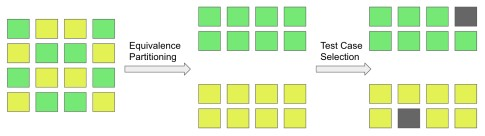 Equivalence
Partitioning
Test Case
Selection